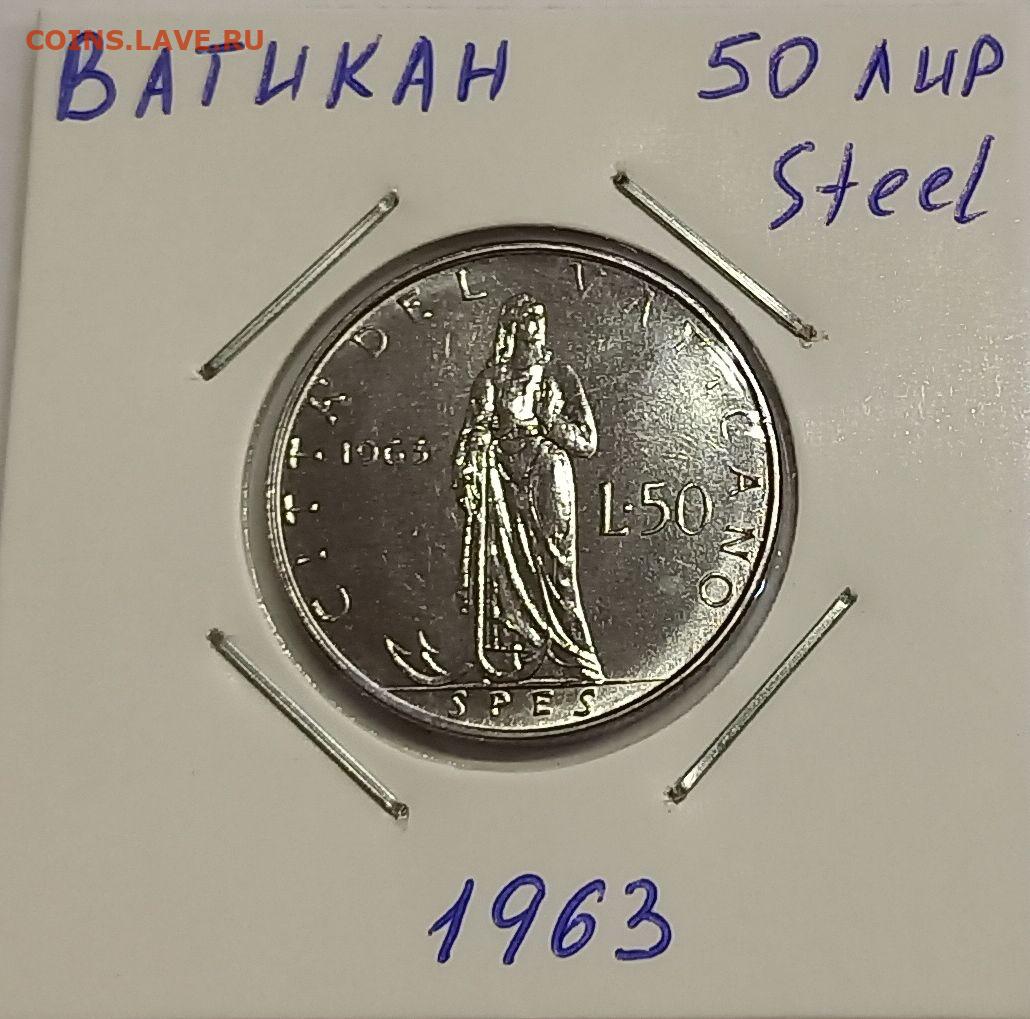 COINS.LAVE.RU
ВАТИКАН 50 ЛИР
Steel
CITTA DEL VATICANO
1963
L.50
SPES
1963